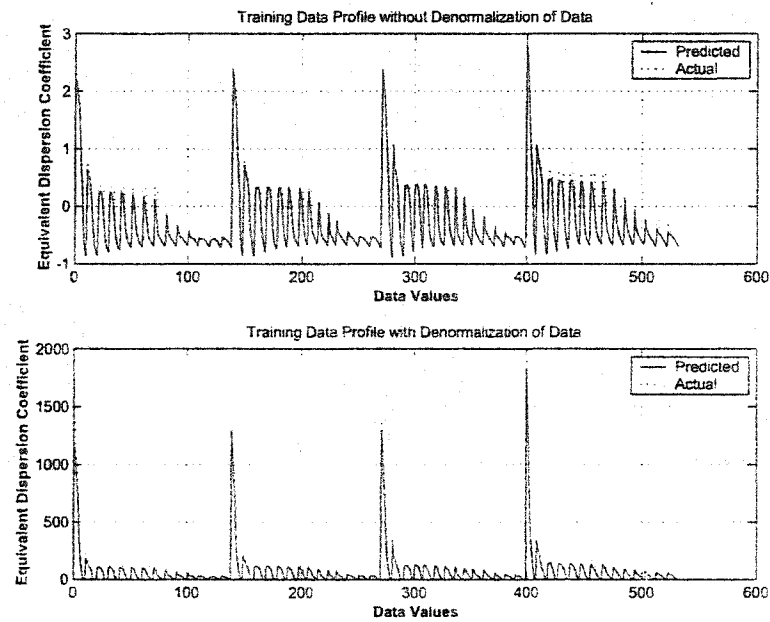 Training Data Profile without Denormalization of Data
Equivalent Dispersion Coefficient
3
2
1
0
-1
Predicted
Actual
0 100 200 300 400 500 600
Data Values
Training Data Profile with Denormalization of Data
Equivalent Dispersion Coefficient
2000
1500
1000
500
0
Predicted
Actual
0 100 200 300 400 500 600
Data Values